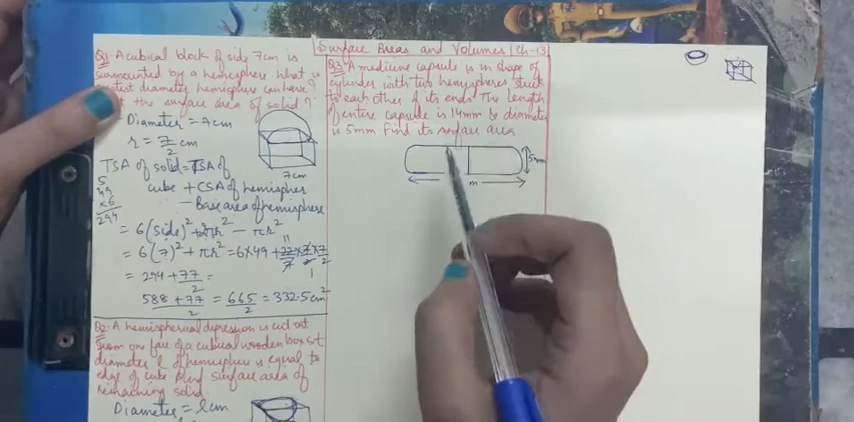 Surface Areas and Volumes | Ch-13
Q1 A cubical block of side 7cm is
surmounted by a hemisphere. What is
diameter hemisphere can have?
the surface area of solid?
Diameter = 7cm
r = 7/2 cm
7cm
TSA of solid = TSA of
cube + CSA of hemispher
- Base area of hemisphere
49
×6
294
= 6(side)² + 2πr² - πr²
= 6(7)² + πr² = 6×49 + 22/7 × 7/2 × 7/2
= 294 + 77/2 =
588 + 77/2 = 665/2 = 332.5cm²
Q2 A hemispherical depression is cut out
from one face of a cubical wooden box s.t
diameter l of hemisphere is equal to
edge of cube Find surface area of
remaining solid
Diameter = lcm
Q3 A medicine capsule is in shape of
cylinder with two hemispheres stuck
to each other its ends The length
of entire capsule is 14mm & diameter
is 5mm Find its surface area
5mm
m